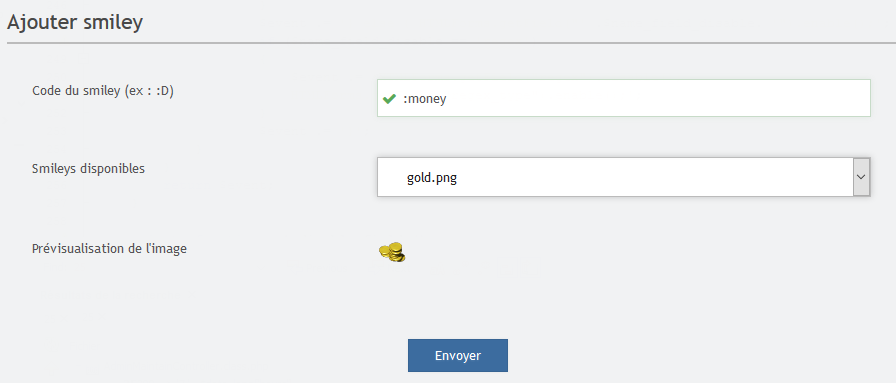 Ajouter smiley
Code du smiley (ex : :D)
:money
Smileys disponibles
gold.png
Prévisualisation de l'image
Envoyer